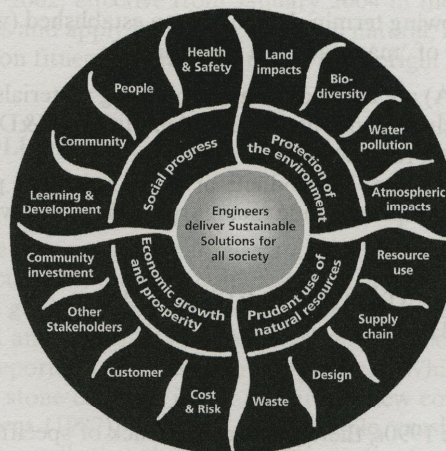 Engineers
deliver Sustainable
Solutions for
all society
Social progress
Protection of
the environment
Prudent use of
natural resources
Economic growth
and prosperity
Health
& Safety
People
Community
Learning &
Development
Land
impacts
Bio-
diversity
Water
pollution
Atmospheric
impacts
Resource
use
Supply
chain
Design
Waste
Cost
& Risk
Customer
Other
Stakeholders
Community
investment